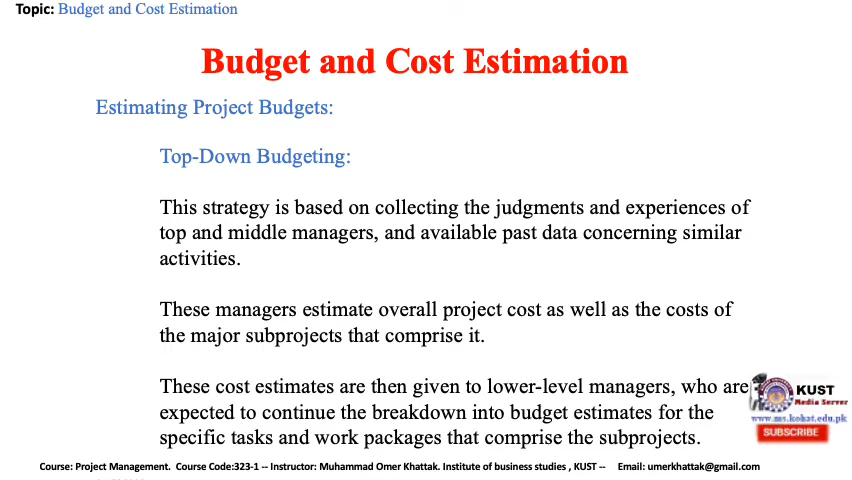 Topic: Budget and Cost Estimation
Budget and Cost Estimation
Estimating Project Budgets:
Top-Down Budgeting:
This strategy is based on collecting the judgments and experiences of
top and middle managers, and available past data concerning similar
activities.
These managers estimate overall project cost as well as the costs of
the major subprojects that comprise it.
These cost estimates are then given to lower-level managers, who are
expected to continue the breakdown into budget estimates for the
specific tasks and work packages that comprise the subprojects.
KUST
Media Server
www.ms.kohat.edu.pk
SUBSCRIBE
Course: Project Management. Course Code:323-1 -- Instructor: Muhammad Omer Khattak. Institute of business studies , KUST -- Email: umerkhattak@gmail.com